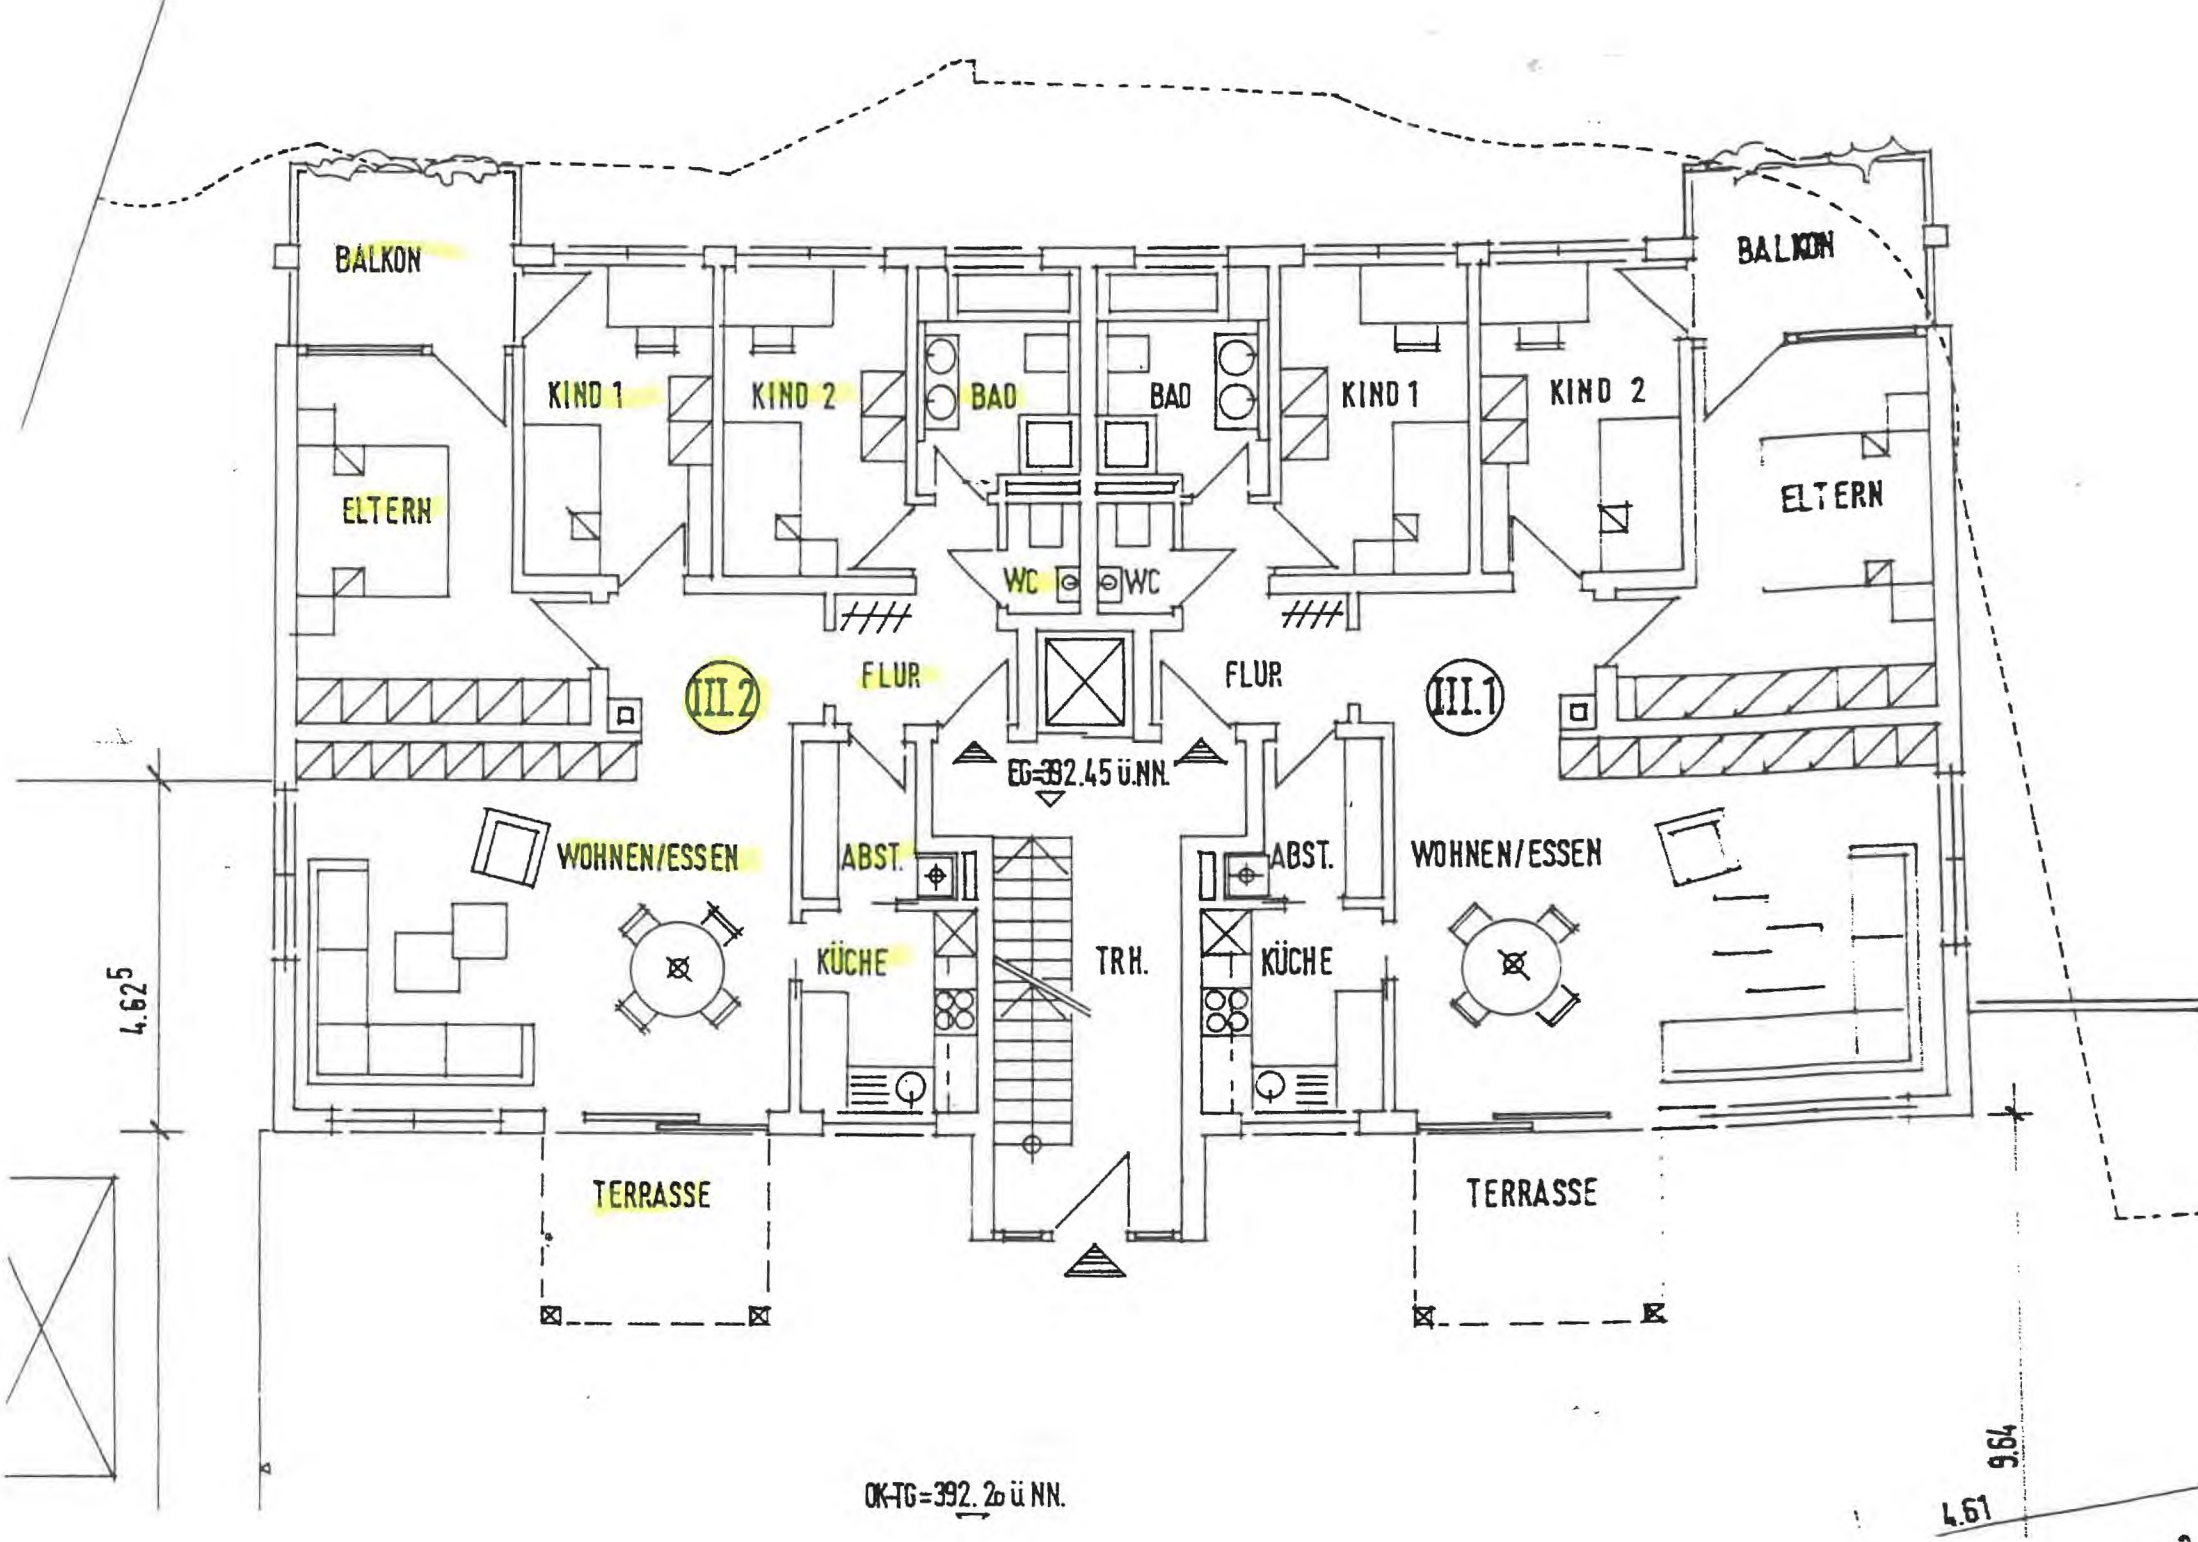 BALKON
BALKON
KIND 1
KIND 2
BAD
BAD
KIND 1
KIND 2
ELTERN
ELTERN
WC
WC
III.2
FLUR
FLUR
III.1
EG=392.45 Ü.NN.
WOHNEN/ESSEN
ABST.
ABST.
WOHNEN/ESSEN
KÜCHE
TRH.
KÜCHE
4.62⁵
TERRASSE
TERRASSE
9.64
OK-TG=392.20 ü NN.
4.61